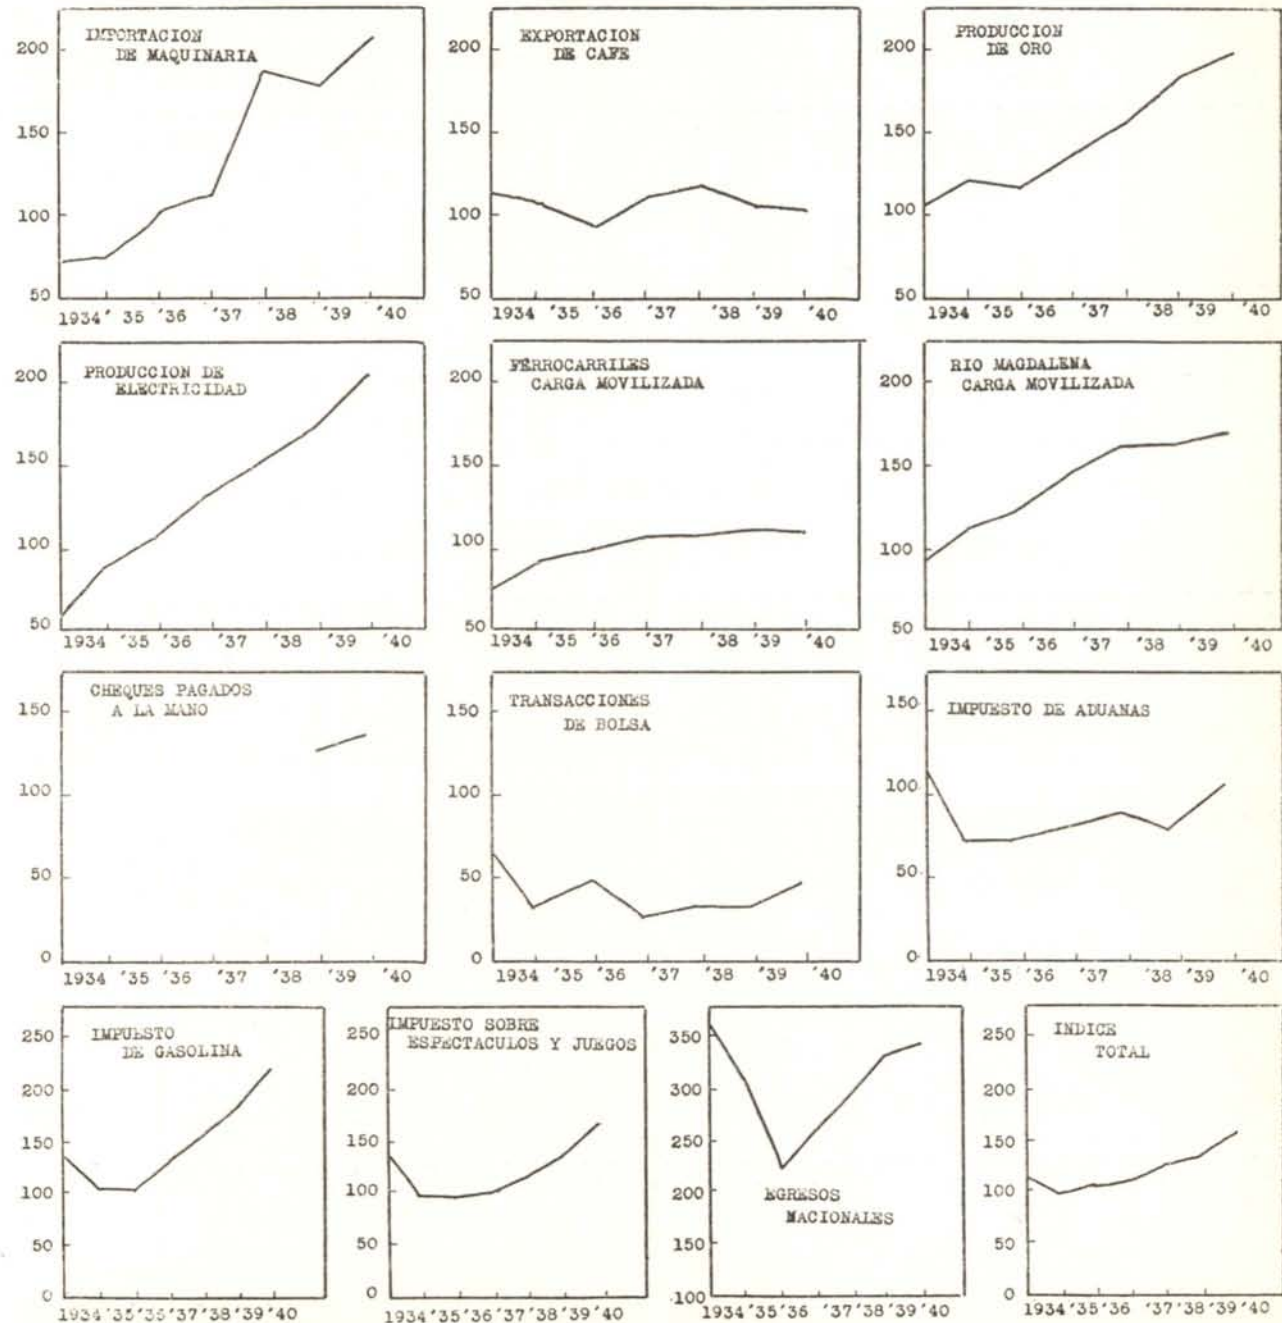 IMPORTACION
DE MAQUINARIA
200
150
100
50
1934 '35 '36 '37 '38 '39 '40
EXPORTACION
DE CAFE
200
150
100
50
1934 '35 '36 '37 '38 '39 '40
PRODUCCION
DE ORO
200
150
100
50
1934 '35 '36 '37 '38 '39 '40
PRODUCCION DE
ELECTRICIDAD
200
150
100
50
1934 '35 '36 '37 '38 '39 '40
FERROCARRILES
CARGA MOVILIZADA
200
150
100
50
1934 '35 '36 '37 '38 '39 '40
RIO MAGDALENA
CARGA MOVILIZADA
200
150
100
50
1934 '35 '36 '37 '38 '39 '40
CHEQUES PAGADOS
A LA MANO
150
100
50
0
1934 '35 '36 '37 '38 '39 '40
TRANSACCIONES
DE BOLSA
150
100
50
0
1934 '35 '36 '37 '38 '39 '40
IMPUESTO DE ADUANAS
150
100
50
0
1934 '35 '36 '37 '38 '39 '40
IMPUESTO
DE GASOLINA
250
200
150
100
50
0
1934 '35 '36 '37 '38 '39 '40
IMPUESTO SOBRE
ESPECTACULOS Y JUEGOS
250
200
150
100
50
0
1934 '35 '36 '37 '38 '39 '40
350
300
250
200
EGRESOS
NACIONALES
150
100
1934 '35 '36 '37 '38 '39 '40
INDICE
TOTAL
250
200
150
100
50
0
1934 '35 '36 '37 '38 '39 '40